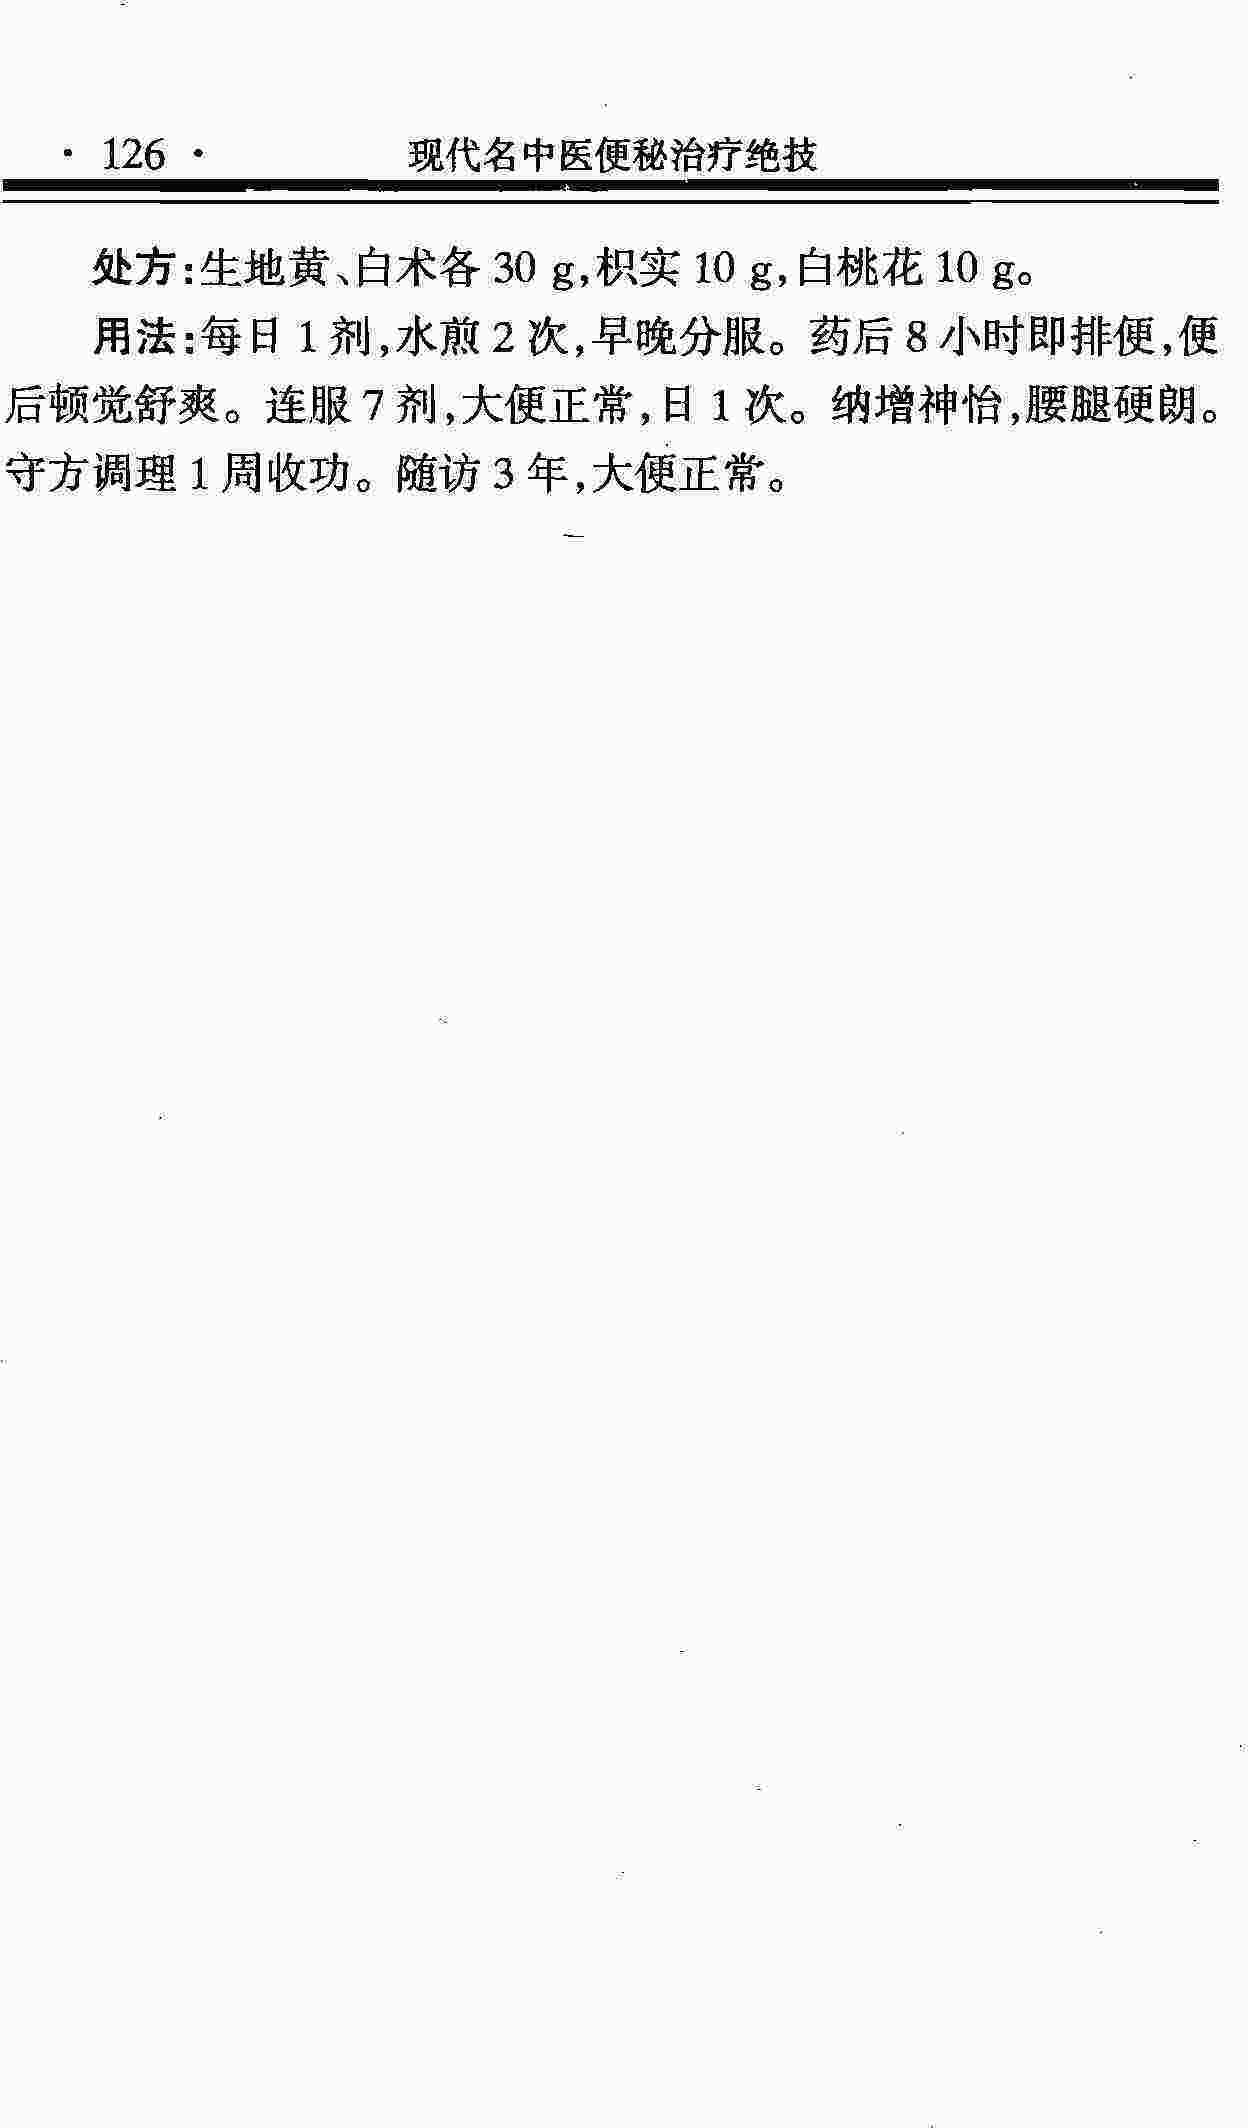 · 126 · 现代名中医便秘治疗绝技
处方:生地黄、白术各 30 g,枳实 10 g,白桃花 10 g。
用法:每日 1 剂,水煎 2 次,早晚分服。药后 8 小时即排便,便
后顿觉舒爽。连服 7 剂,大便正常,日 1 次。纳增神怡,腰腿硬朗。
守方调理 1 周收功。随访 3 年,大便正常。